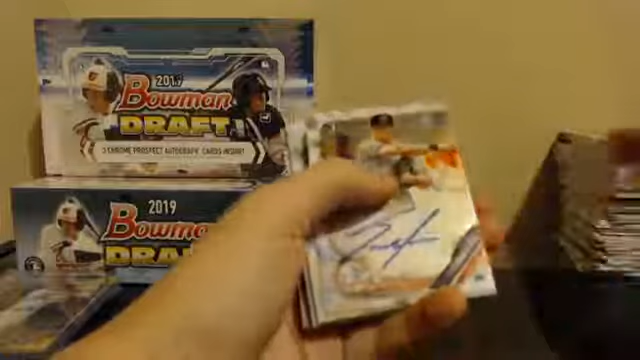 2019
Bowman
DRAFT
3 CHROME PROSPECT AUTOGRAPH CARDS INSIDE!
2019
Bowman
DRAFT